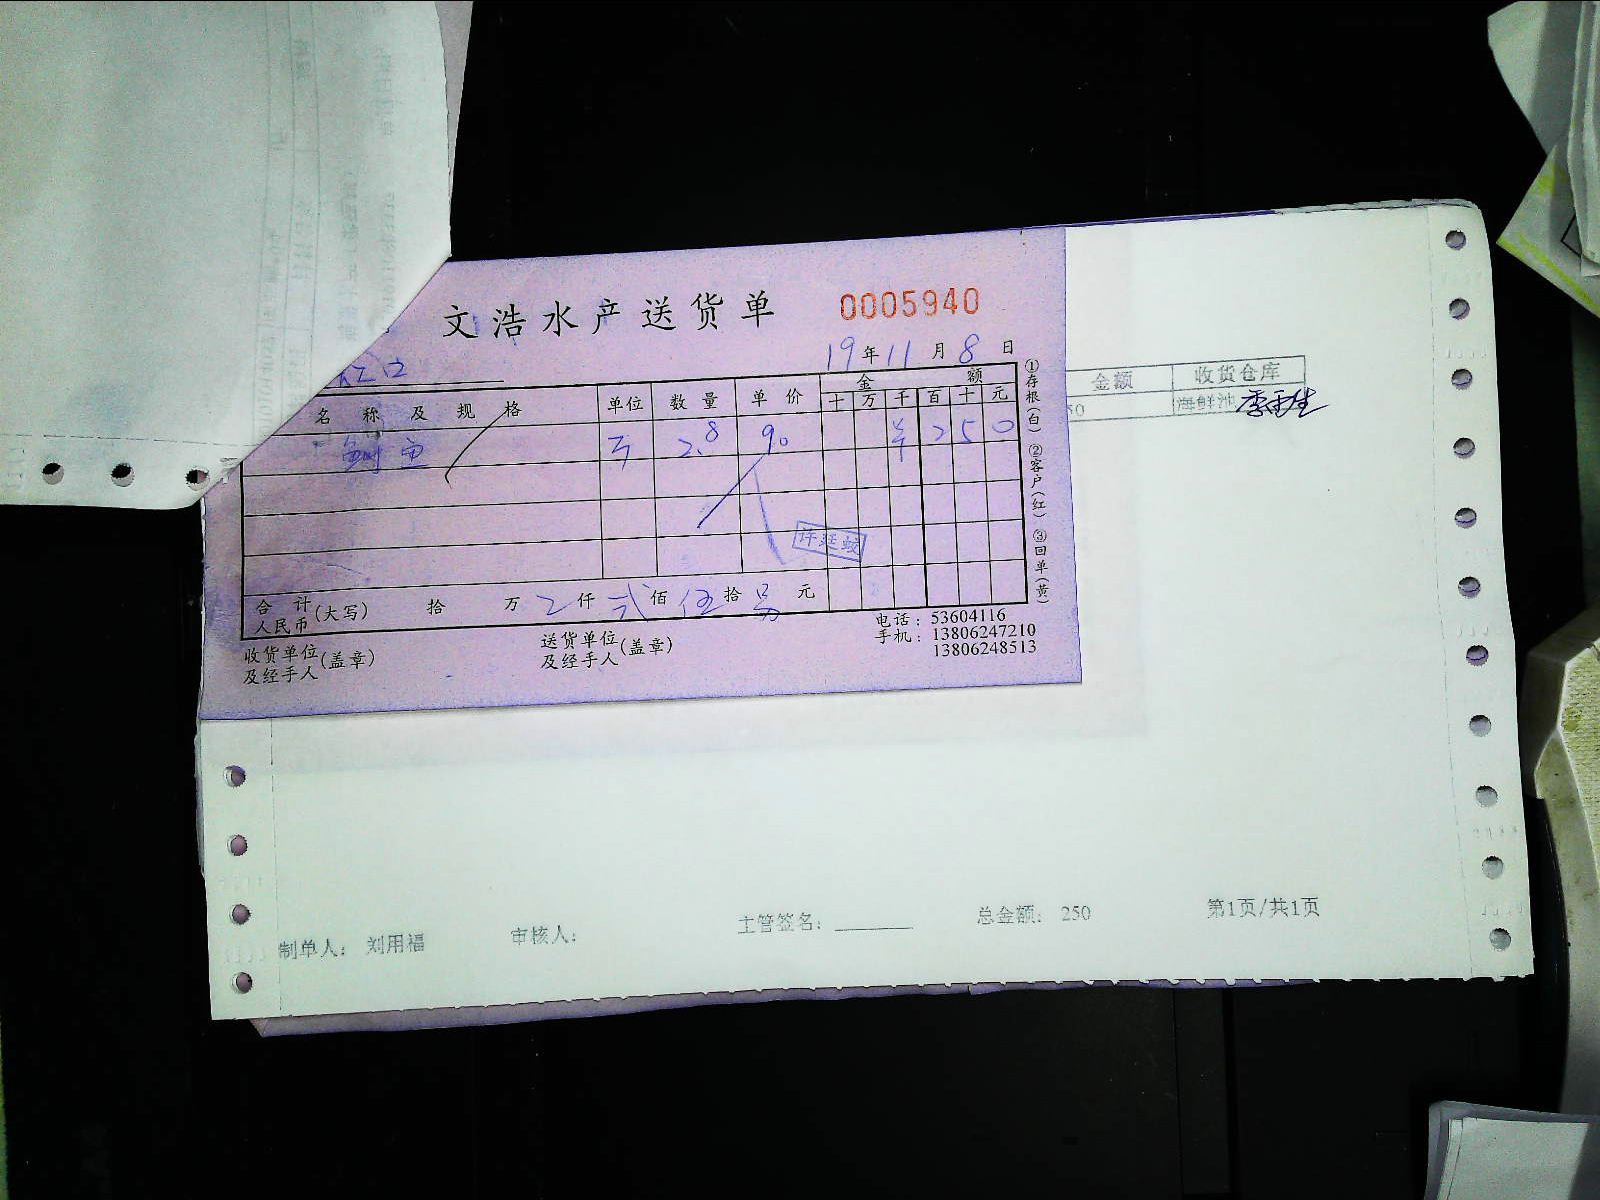 文浩水产送货单 0005940
19年11月8日
金额 收货仓库
名称及规格 单位 数量 单价 金额
十 万 千 百 十 元
鱼 2.8 90 ¥ 2 5 0
海鲜池
许廷蛟
合计人民币(大写) 拾 万 仟 弍 佰 伍 拾 元
收货单位及经手人(盖章) 送货单位及经手人(盖章)
电话：53604116
手机：13806247210
13806248513
①存根(白) ②客户(红) ③回单(黄)
制单人： 刘用福 审核人： 主管签名： 总金额： 250 第1页/共1页